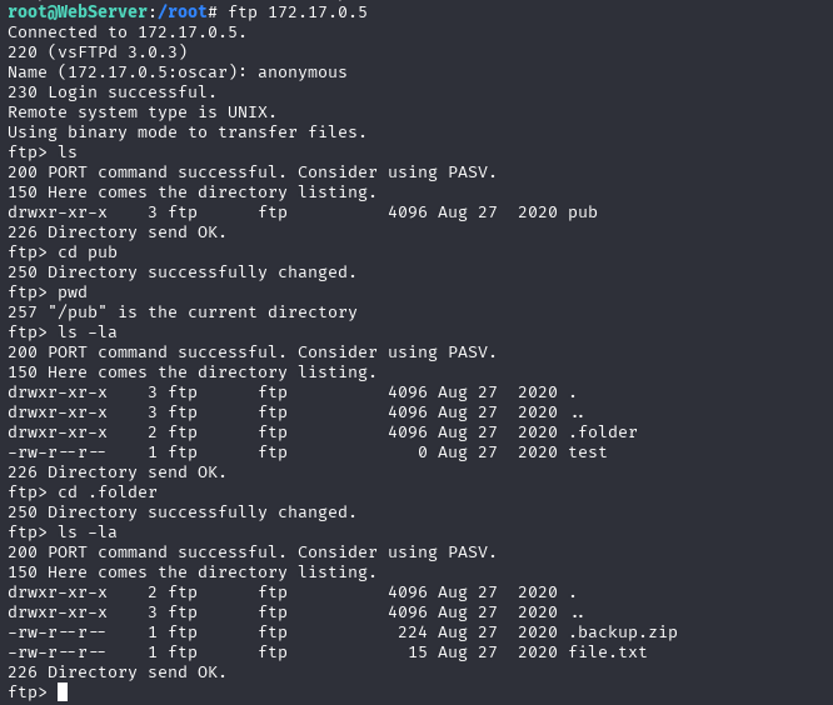 root@WebServer:/root# ftp 172.17.0.5
Connected to 172.17.0.5.
220 (vsFTPd 3.0.3)
Name (172.17.0.5:oscar): anonymous
230 Login successful.
Remote system type is UNIX.
Using binary mode to transfer files.
ftp> ls
200 PORT command successful. Consider using PASV.
150 Here comes the directory listing.
drwxr-xr-x    3 ftp      ftp          4096 Aug 27  2020 pub
226 Directory send OK.
ftp> cd pub
250 Directory successfully changed.
ftp> pwd
257 "/pub" is the current directory
ftp> ls -la
200 PORT command successful. Consider using PASV.
150 Here comes the directory listing.
drwxr-xr-x    3 ftp      ftp          4096 Aug 27  2020 .
drwxr-xr-x    3 ftp      ftp          4096 Aug 27  2020 ..
drwxr-xr-x    2 ftp      ftp          4096 Aug 27  2020 .folder
-rw-r--r--    1 ftp      ftp             0 Aug 27  2020 test
226 Directory send OK.
ftp> cd .folder
250 Directory successfully changed.
ftp> ls -la
200 PORT command successful. Consider using PASV.
150 Here comes the directory listing.
drwxr-xr-x    2 ftp      ftp          4096 Aug 27  2020 .
drwxr-xr-x    3 ftp      ftp          4096 Aug 27  2020 ..
-rw-r--r--    1 ftp      ftp           224 Aug 27  2020 .backup.zip
-rw-r--r--    1 ftp      ftp            15 Aug 27  2020 file.txt
226 Directory send OK.
ftp>